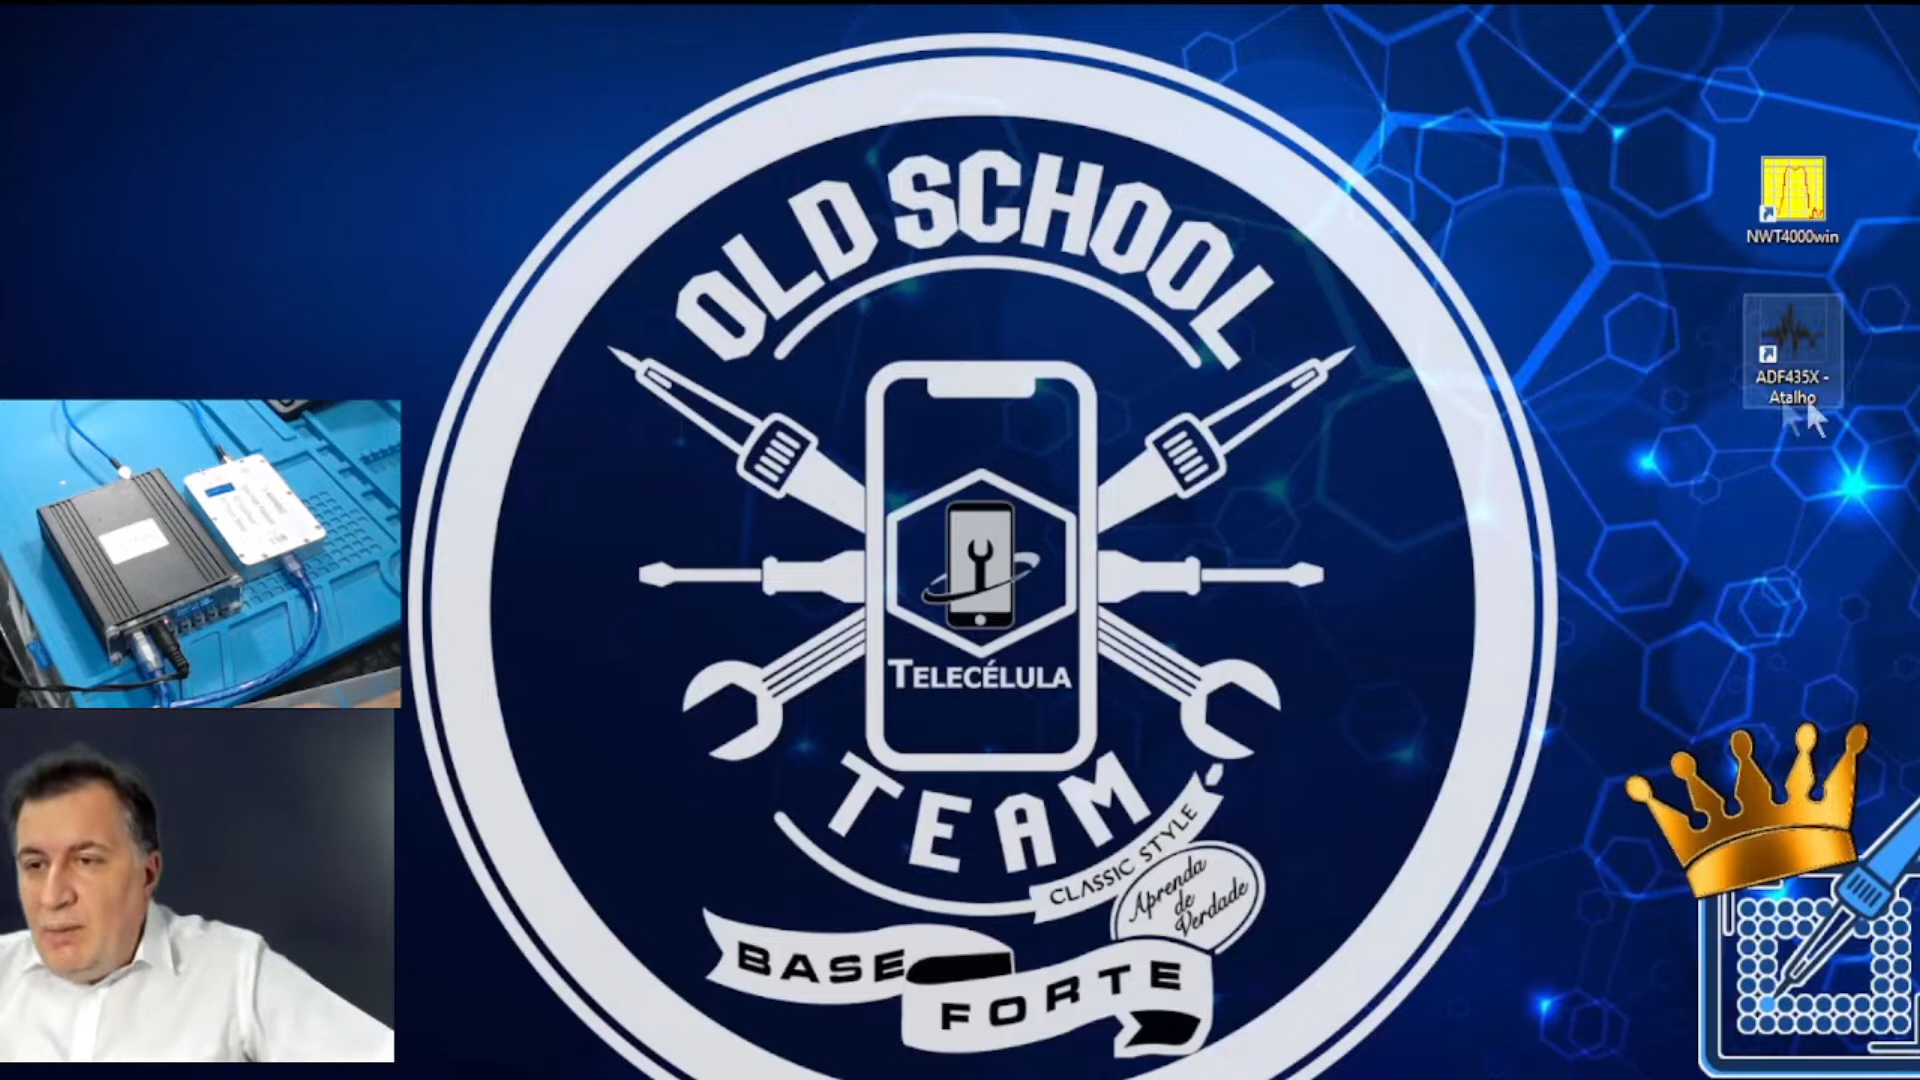 OLD SCHOOL
TELECÉLULA
TEAM
CLASSIC STYLE
Aprenda
de
Verdade
BASE
FORTE
NWT4000win
ADF435X -
Atalho